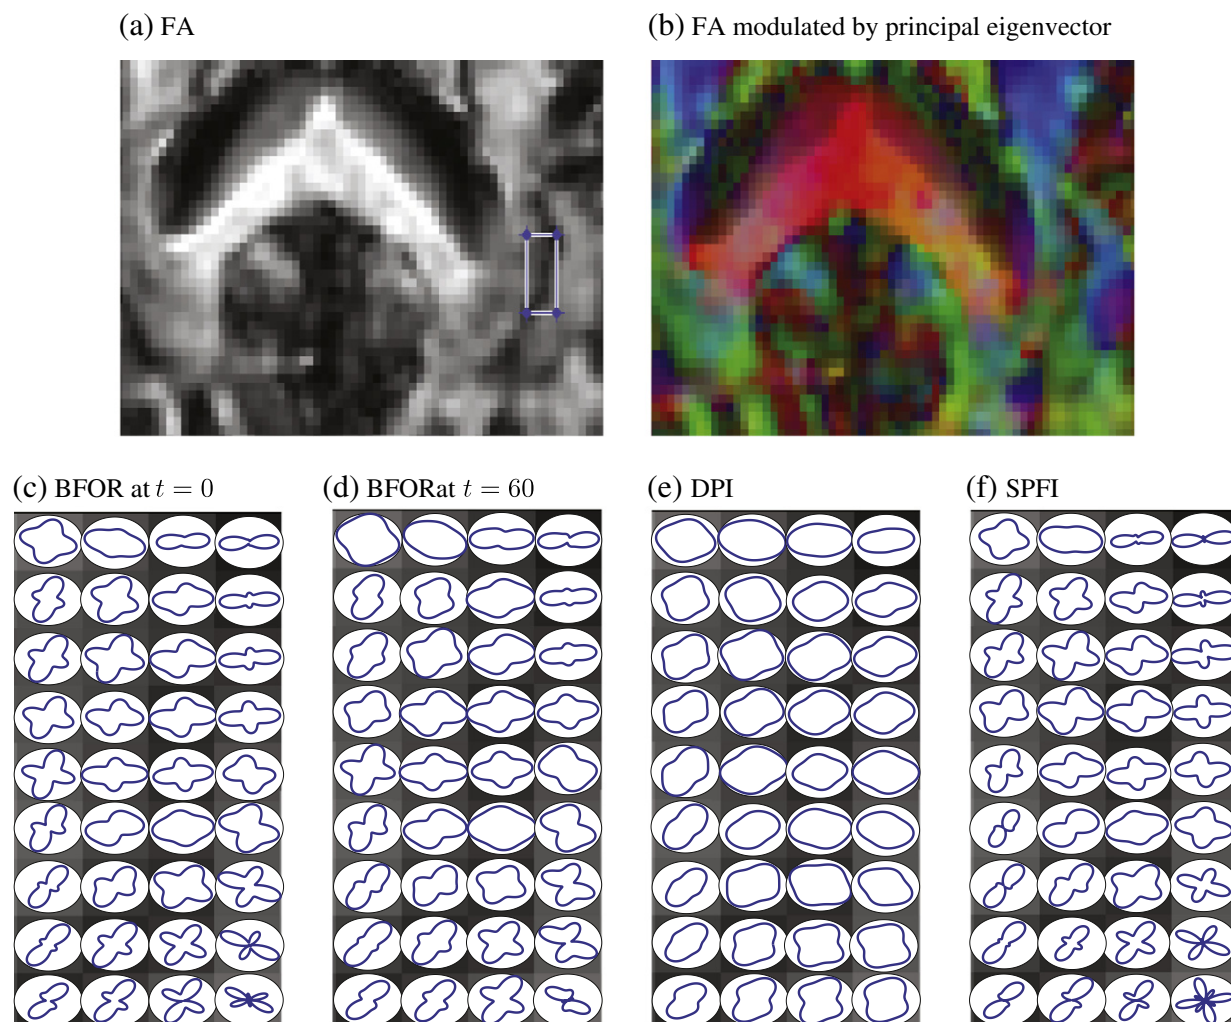 (a) FA
(b) FA modulated by principal eigenvector
(c) BFOR at t = 0
(d) BFORat t = 60
(e) DPI
(f) SPFI